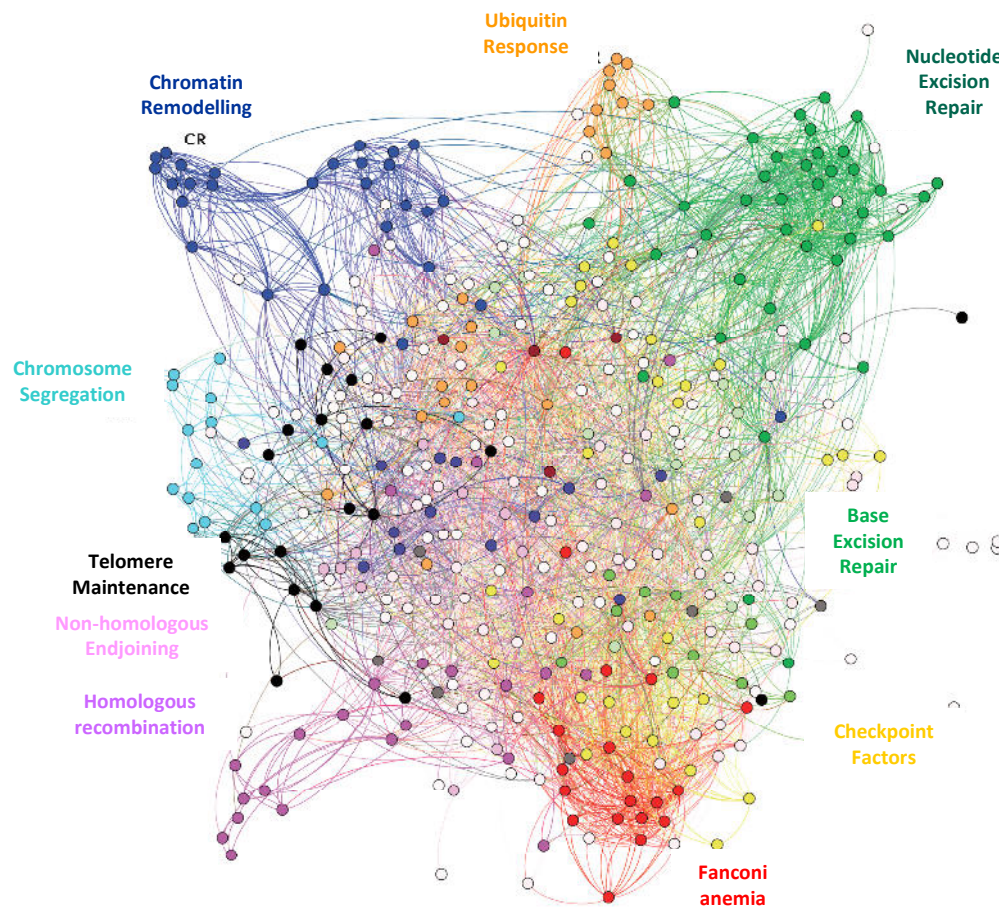 Ubiquitin
Response
Nucleotide
Excision
Repair
Chromatin
Remodelling
CR
Chromosome
Segregation
Base
Excision
Repair
Telomere
Maintenance
Non-homologous
Endjoining
Homologous
recombination
Checkpoint
Factors
Fanconi
anemia